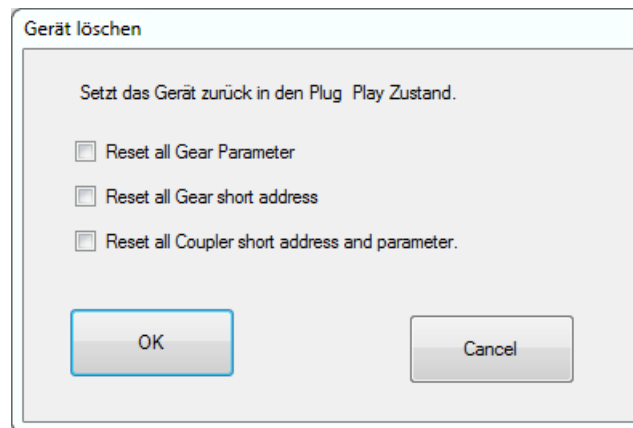 Gerät löschen
Setzt das Gerät zurück in den Plug Play Zustand.
Reset all Gear Parameter
Reset all Gear short address
Reset all Coupler short address and parameter.
OK
Cancel